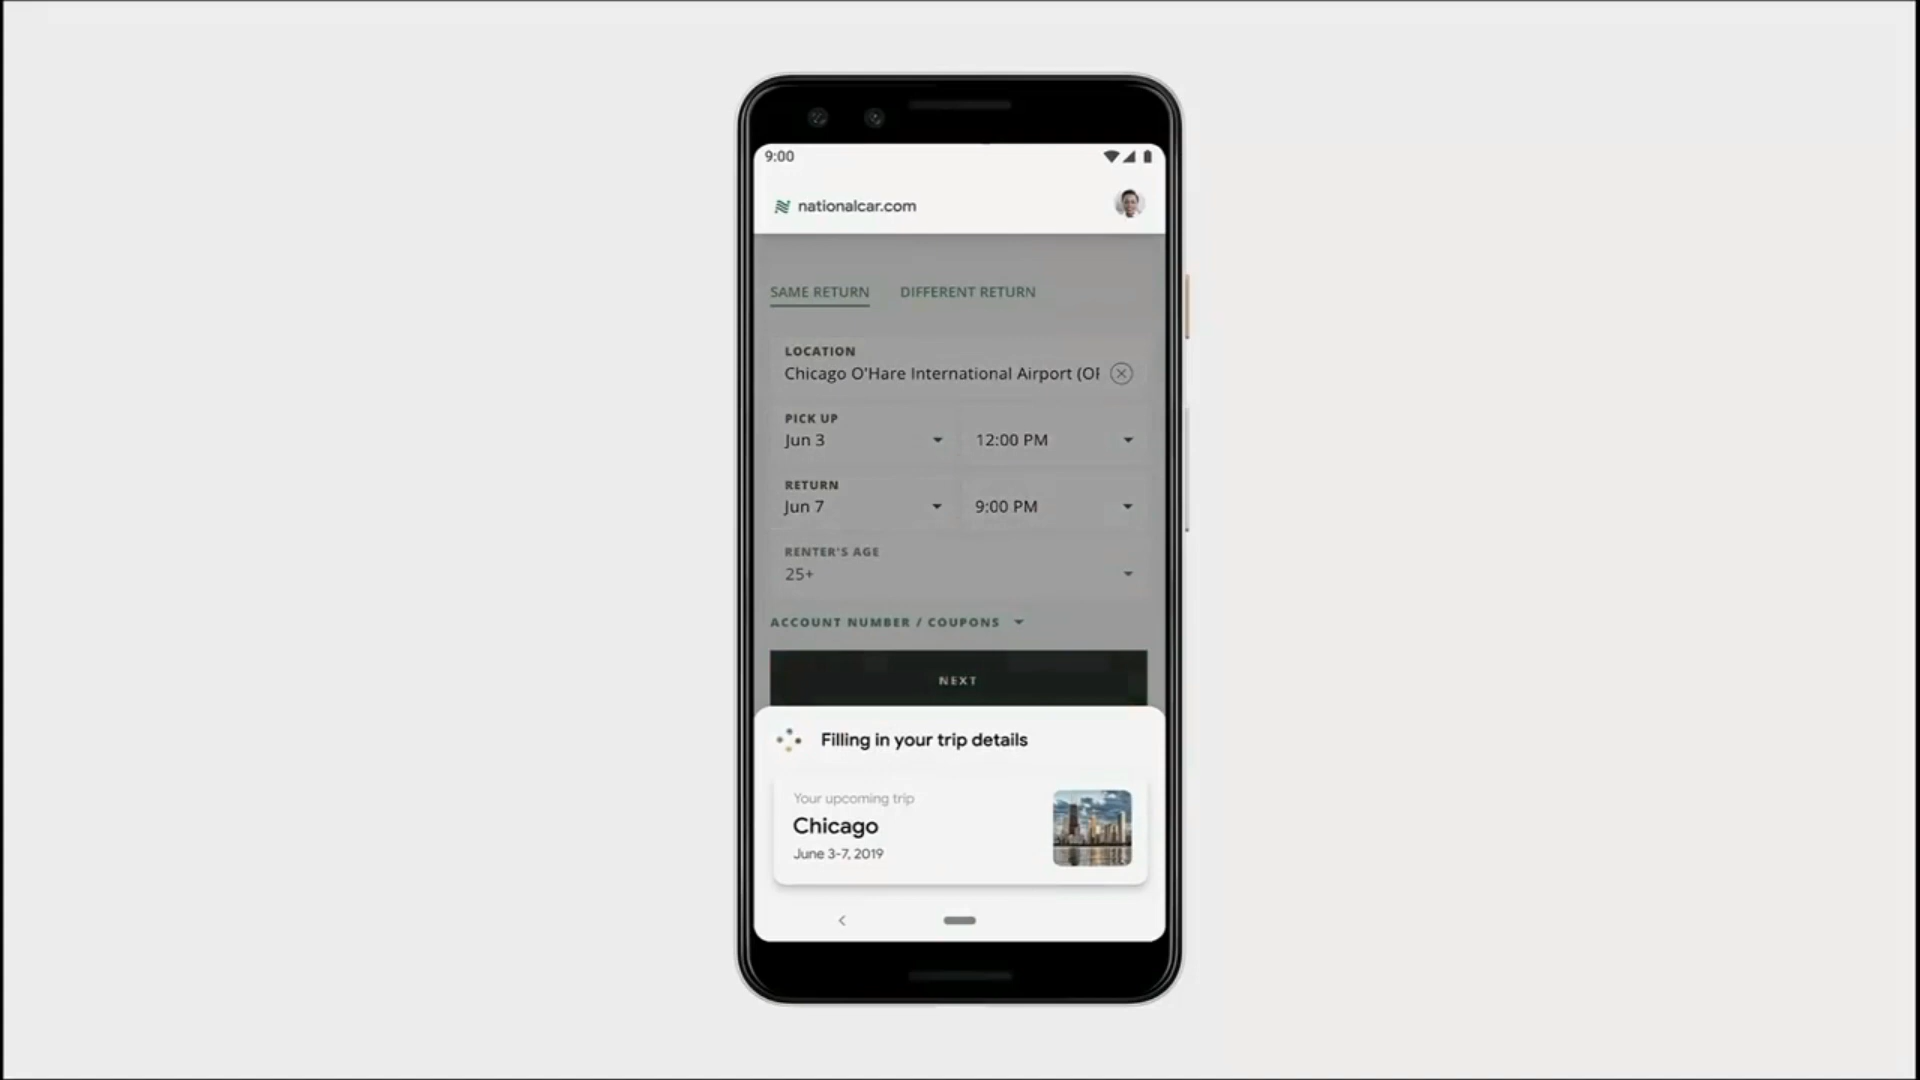 9:00
nationalcar.com
SAME RETURN DIFFERENT RETURN
LOCATION
Chicago O'Hare International Airport (OR
PICK UP
Jun 3 12:00 PM
RETURN
Jun 7 9:00 PM
RENTER'S AGE
25+
ACCOUNT NUMBER / COUPONS
NEXT
Filling in your trip details
Your upcoming trip
Chicago
June 3-7, 2019